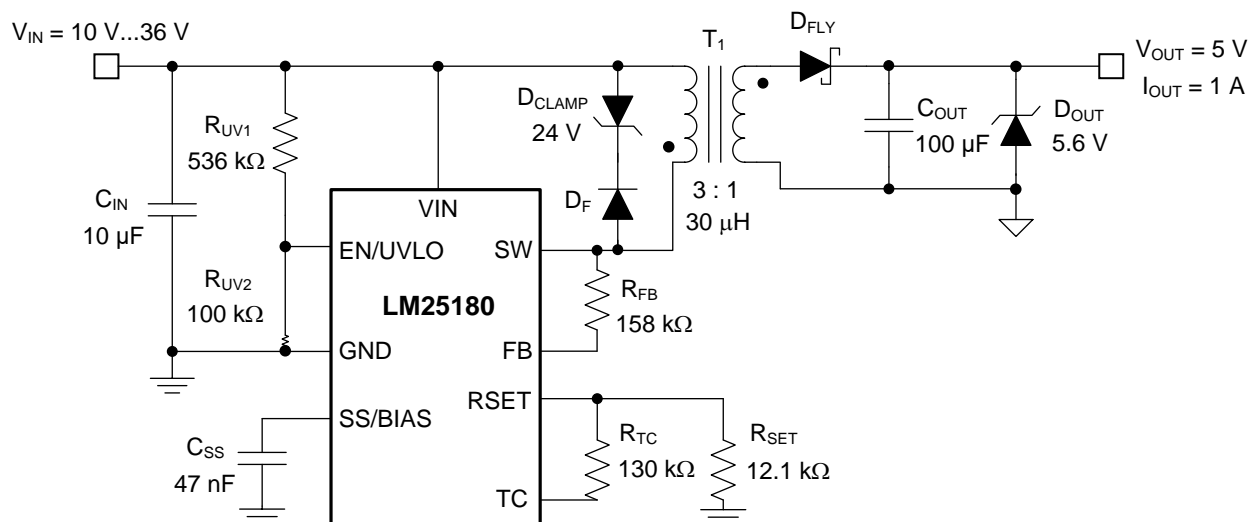 V_IN = 10 V...36 V
C_IN
10 µF
R_UV1
536 kΩ
R_UV2
100 kΩ
C_SS
47 nF
VIN
EN/UVLO
SW
LM25180
GND
FB
RSET
SS/BIAS
TC
D_CLAMP
24 V
D_F
R_FB
158 kΩ
R_TC
130 kΩ
R_SET
12.1 kΩ
T_1
3 : 1
30 µH
D_FLY
C_OUT
100 µF
D_OUT
5.6 V
V_OUT = 5 V
I_OUT = 1 A